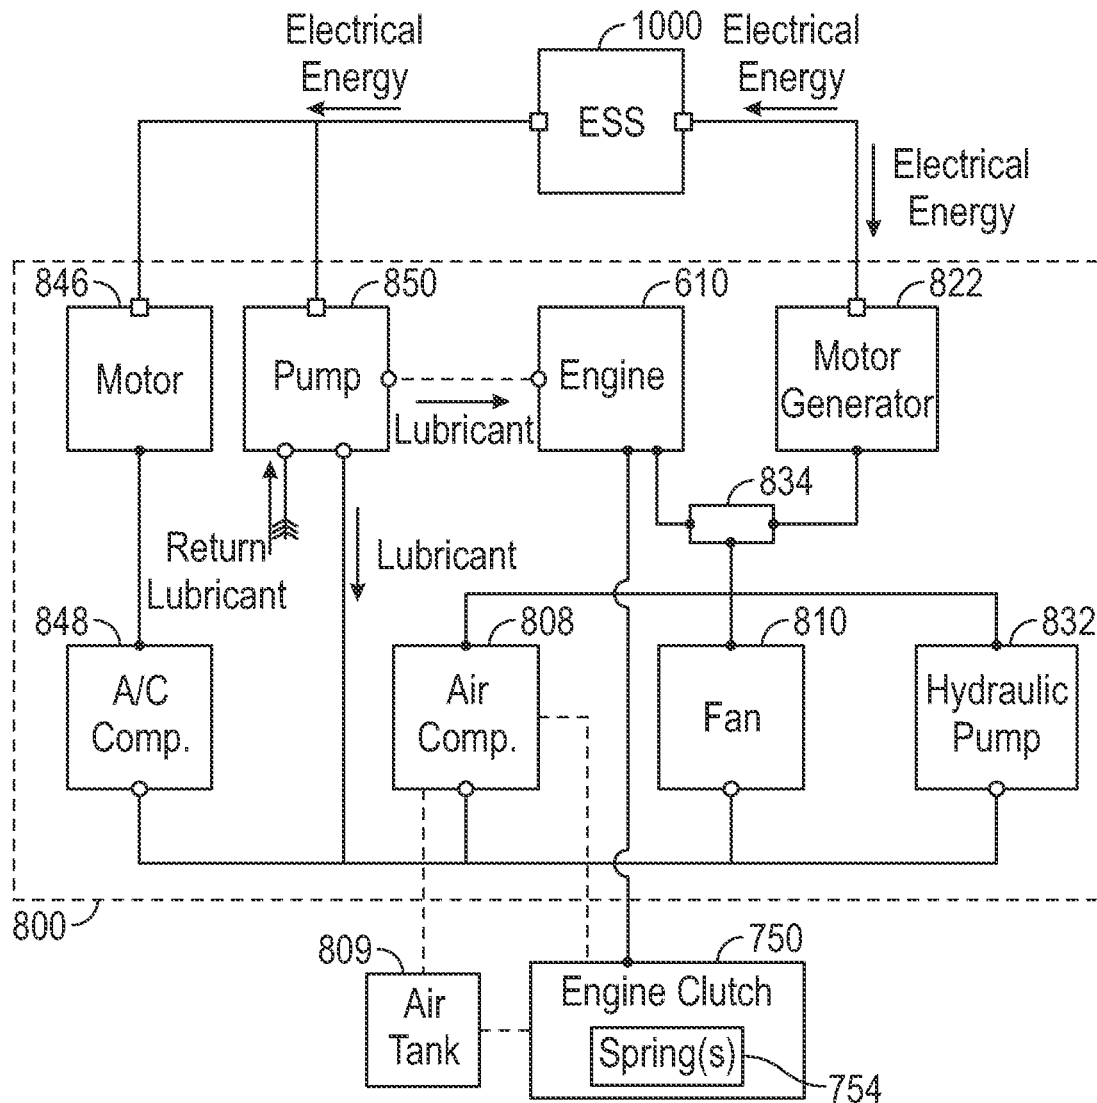 1000
Electrical
Energy
ESS
Electrical
Energy
Electrical
Energy
846
850
610
822
Motor
Pump
Engine
Motor
Generator
Lubricant
834
Return
Lubricant
Lubricant
848
808
810
832
A/C
Comp.
Air
Comp.
Fan
Hydraulic
Pump
800
809
750
Air
Tank
Engine Clutch
Spring(s)
754